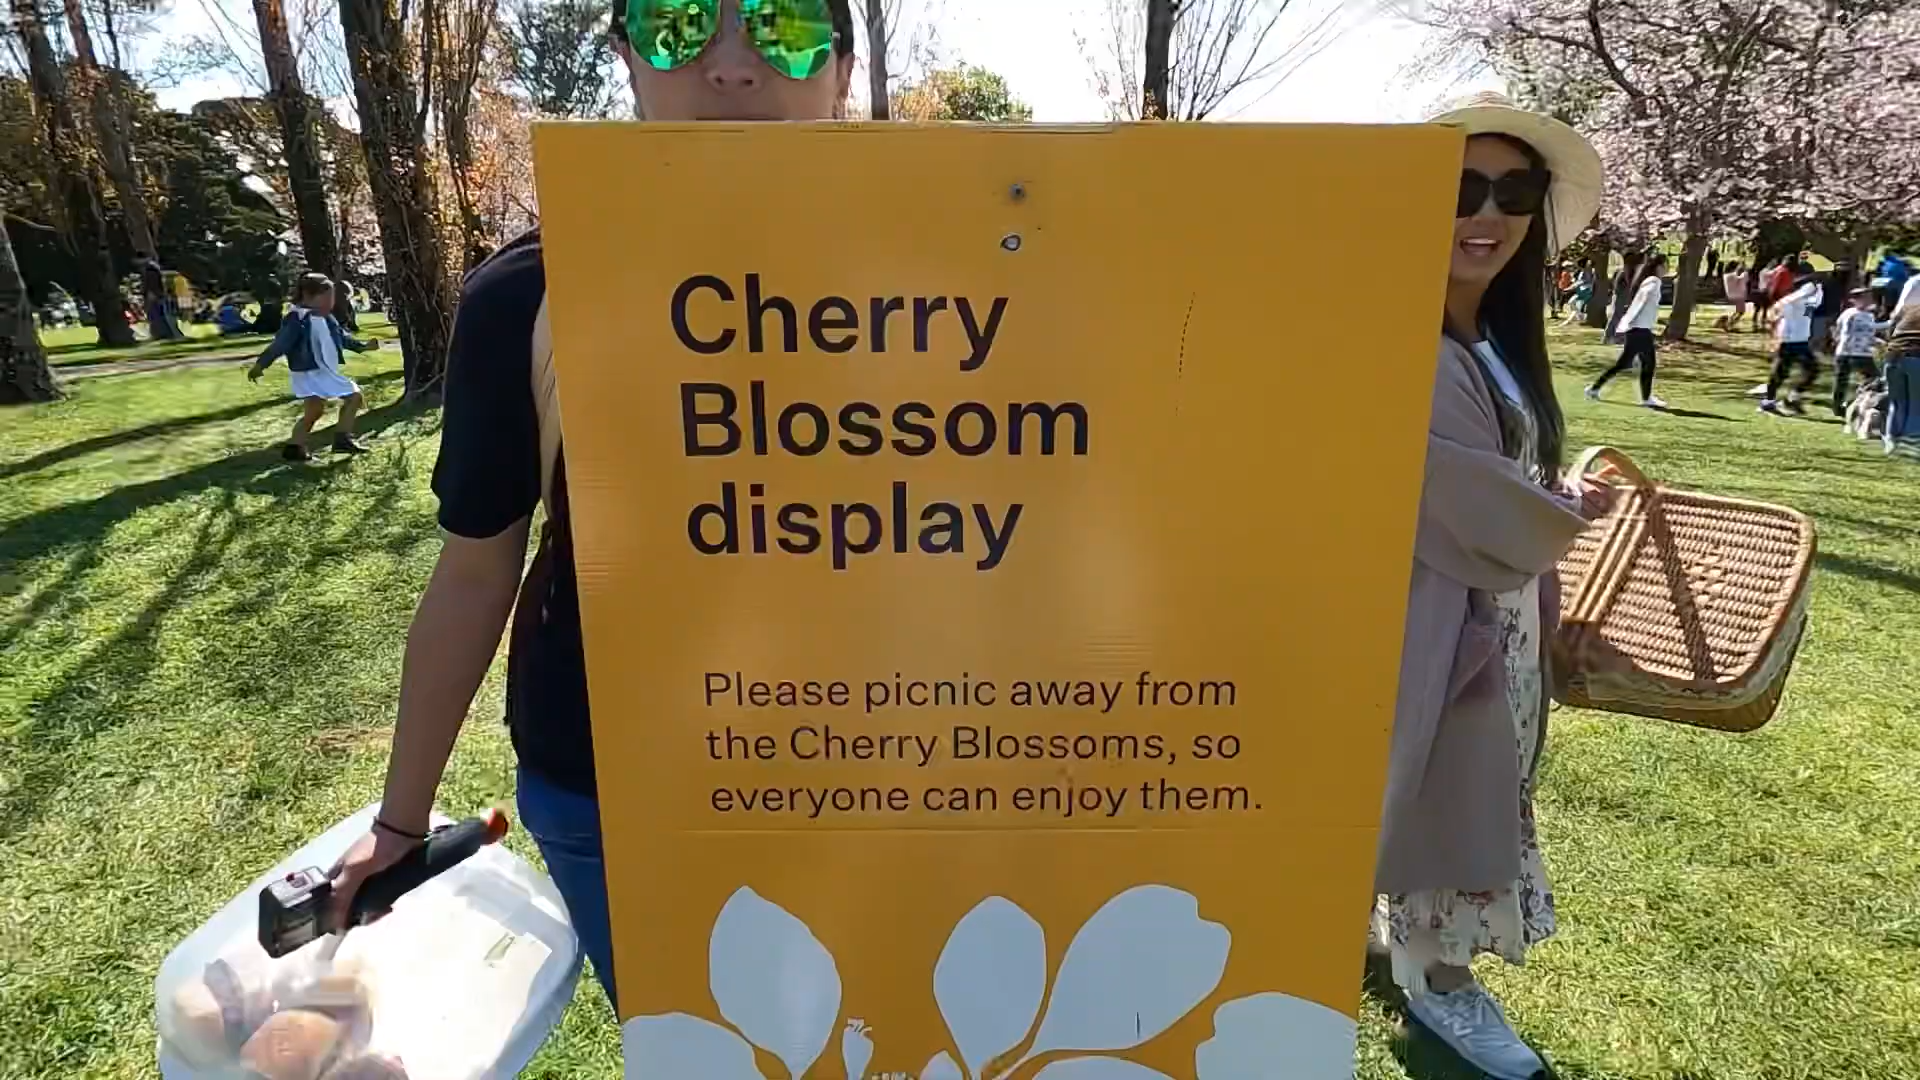 Cherry
Blossom
display
Please picnic away from
the Cherry Blossoms, so
everyone can enjoy them.